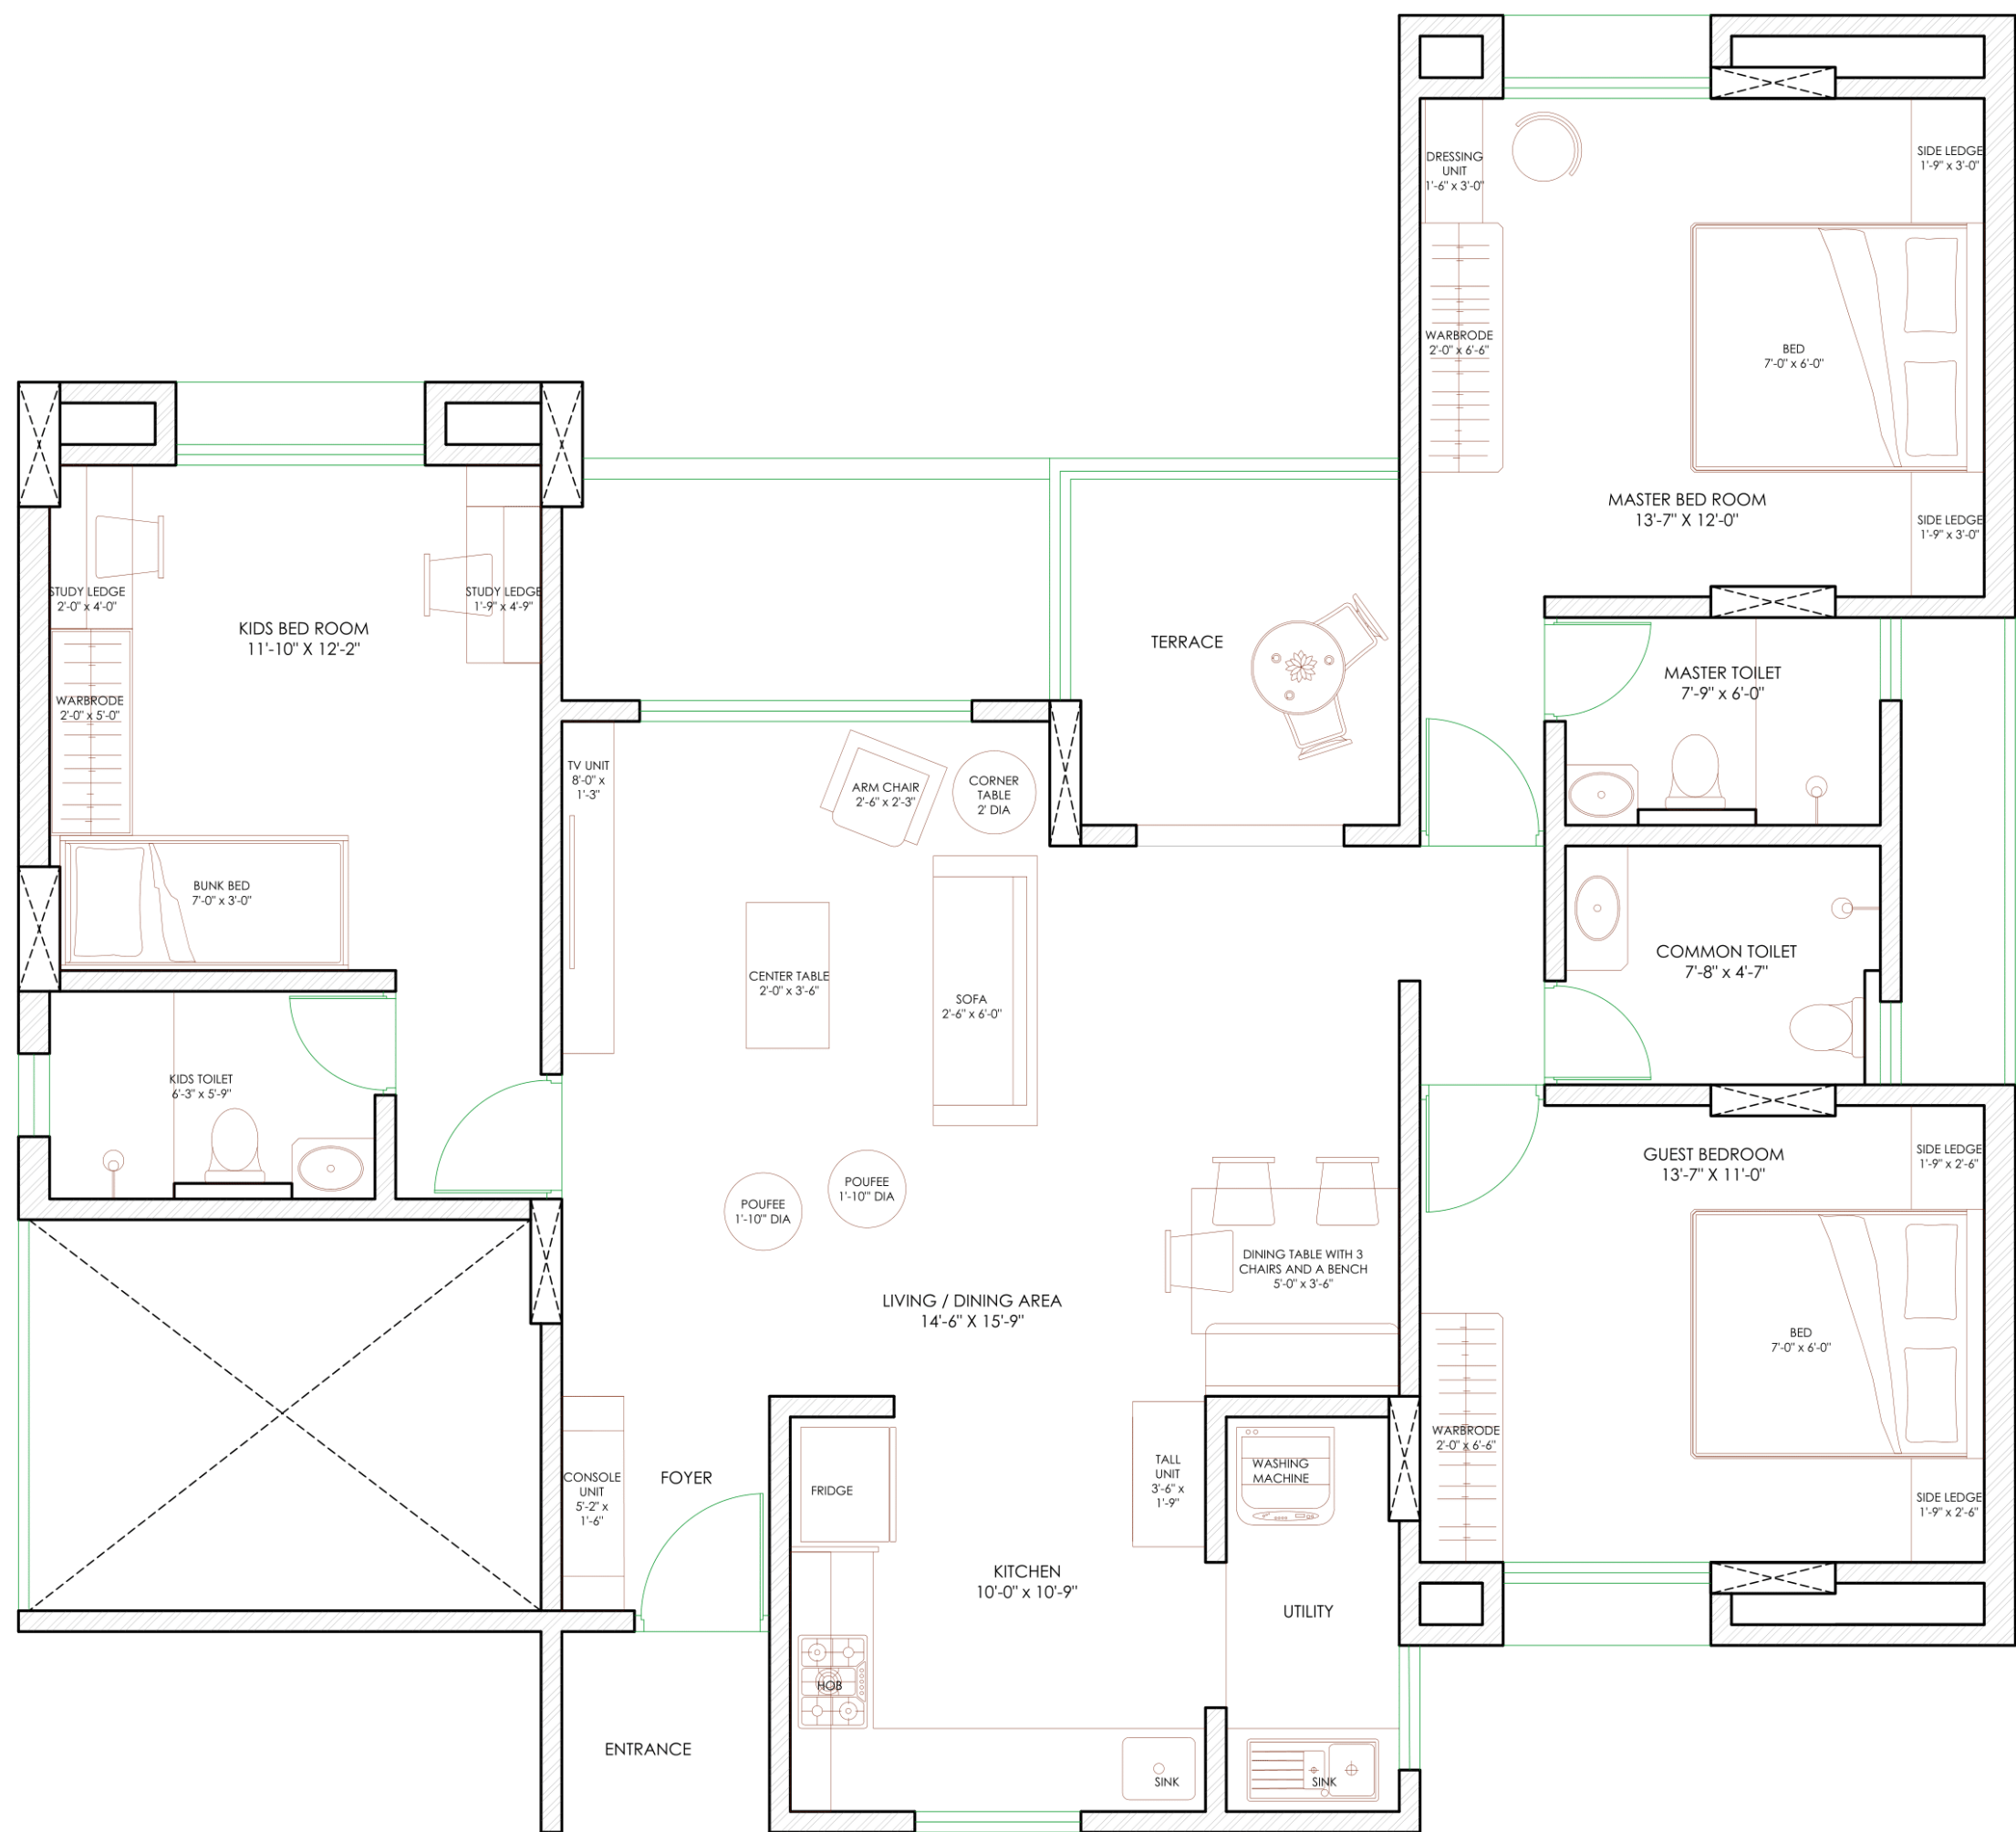 DRESSING
UNIT
1'-6" x 3'-0"
SIDE LEDGE
1'-9" x 3'-0"
WARBRODE
2'-0" x 6'-6"
BED
7'-0" x 6'-0"
MASTER BED ROOM
13'-7" X 12'-0"
SIDE LEDGE
1'-9" x 3'-0"
STUDY LEDGE
2'-0" x 4'-0"
STUDY LEDGE
1'-9" x 4'-9"
KIDS BED ROOM
11'-10" X 12'-2"
TERRACE
MASTER TOILET
7'-9" x 6'-0"
WARBRODE
2'-0" x 5'-0"
TV UNIT
8'-0" x
1'-3"
ARM CHAIR
2'-6" x 2'-3"
CORNER
TABLE
2' DIA
BUNK BED
7'-0" x 3'-0"
CENTER TABLE
2'-0" x 3'-6"
SOFA
2'-6" x 6'-0"
COMMON TOILET
7'-8" x 4'-7"
KIDS TOILET
6'-3" x 5'-9"
POUFEE
1'-10'" DIA
POUFEE
1'-10'" DIA
GUEST BEDROOM
13'-7" X 11'-0"
SIDE LEDGE
1'-9" x 2'-6"
DINING TABLE WITH 3
CHAIRS AND A BENCH
5'-0" x 3'-6"
LIVING / DINING AREA
14'-6" X 15'-9"
BED
7'-0" x 6'-0"
WARBRODE
2'-0" x 6'-6"
CONSOLE
UNIT
5'-2" x
1'-6"
FOYER
FRIDGE
TALL
UNIT
3'-6" x
1'-9"
WASHING
MACHINE
SIDE LEDGE
1'-9" x 2'-6"
KITCHEN
10'-0" x 10'-9"
UTILITY
HOB
ENTRANCE
SINK
SINK